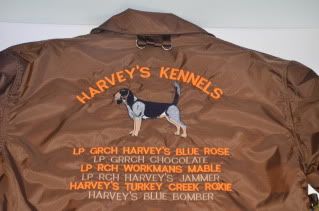 HARVEY'S KENNELS
LP GRCH HARVEY'S BLUE ROSE
LP GRRCH CHOCOLATE
LP RCH WORKMANS MABLE
LP RCH HARVEY'S JAMMER
HARVEY'S TURKEY CREEK ROXIE
HARVEY'S BLUE BOMBER